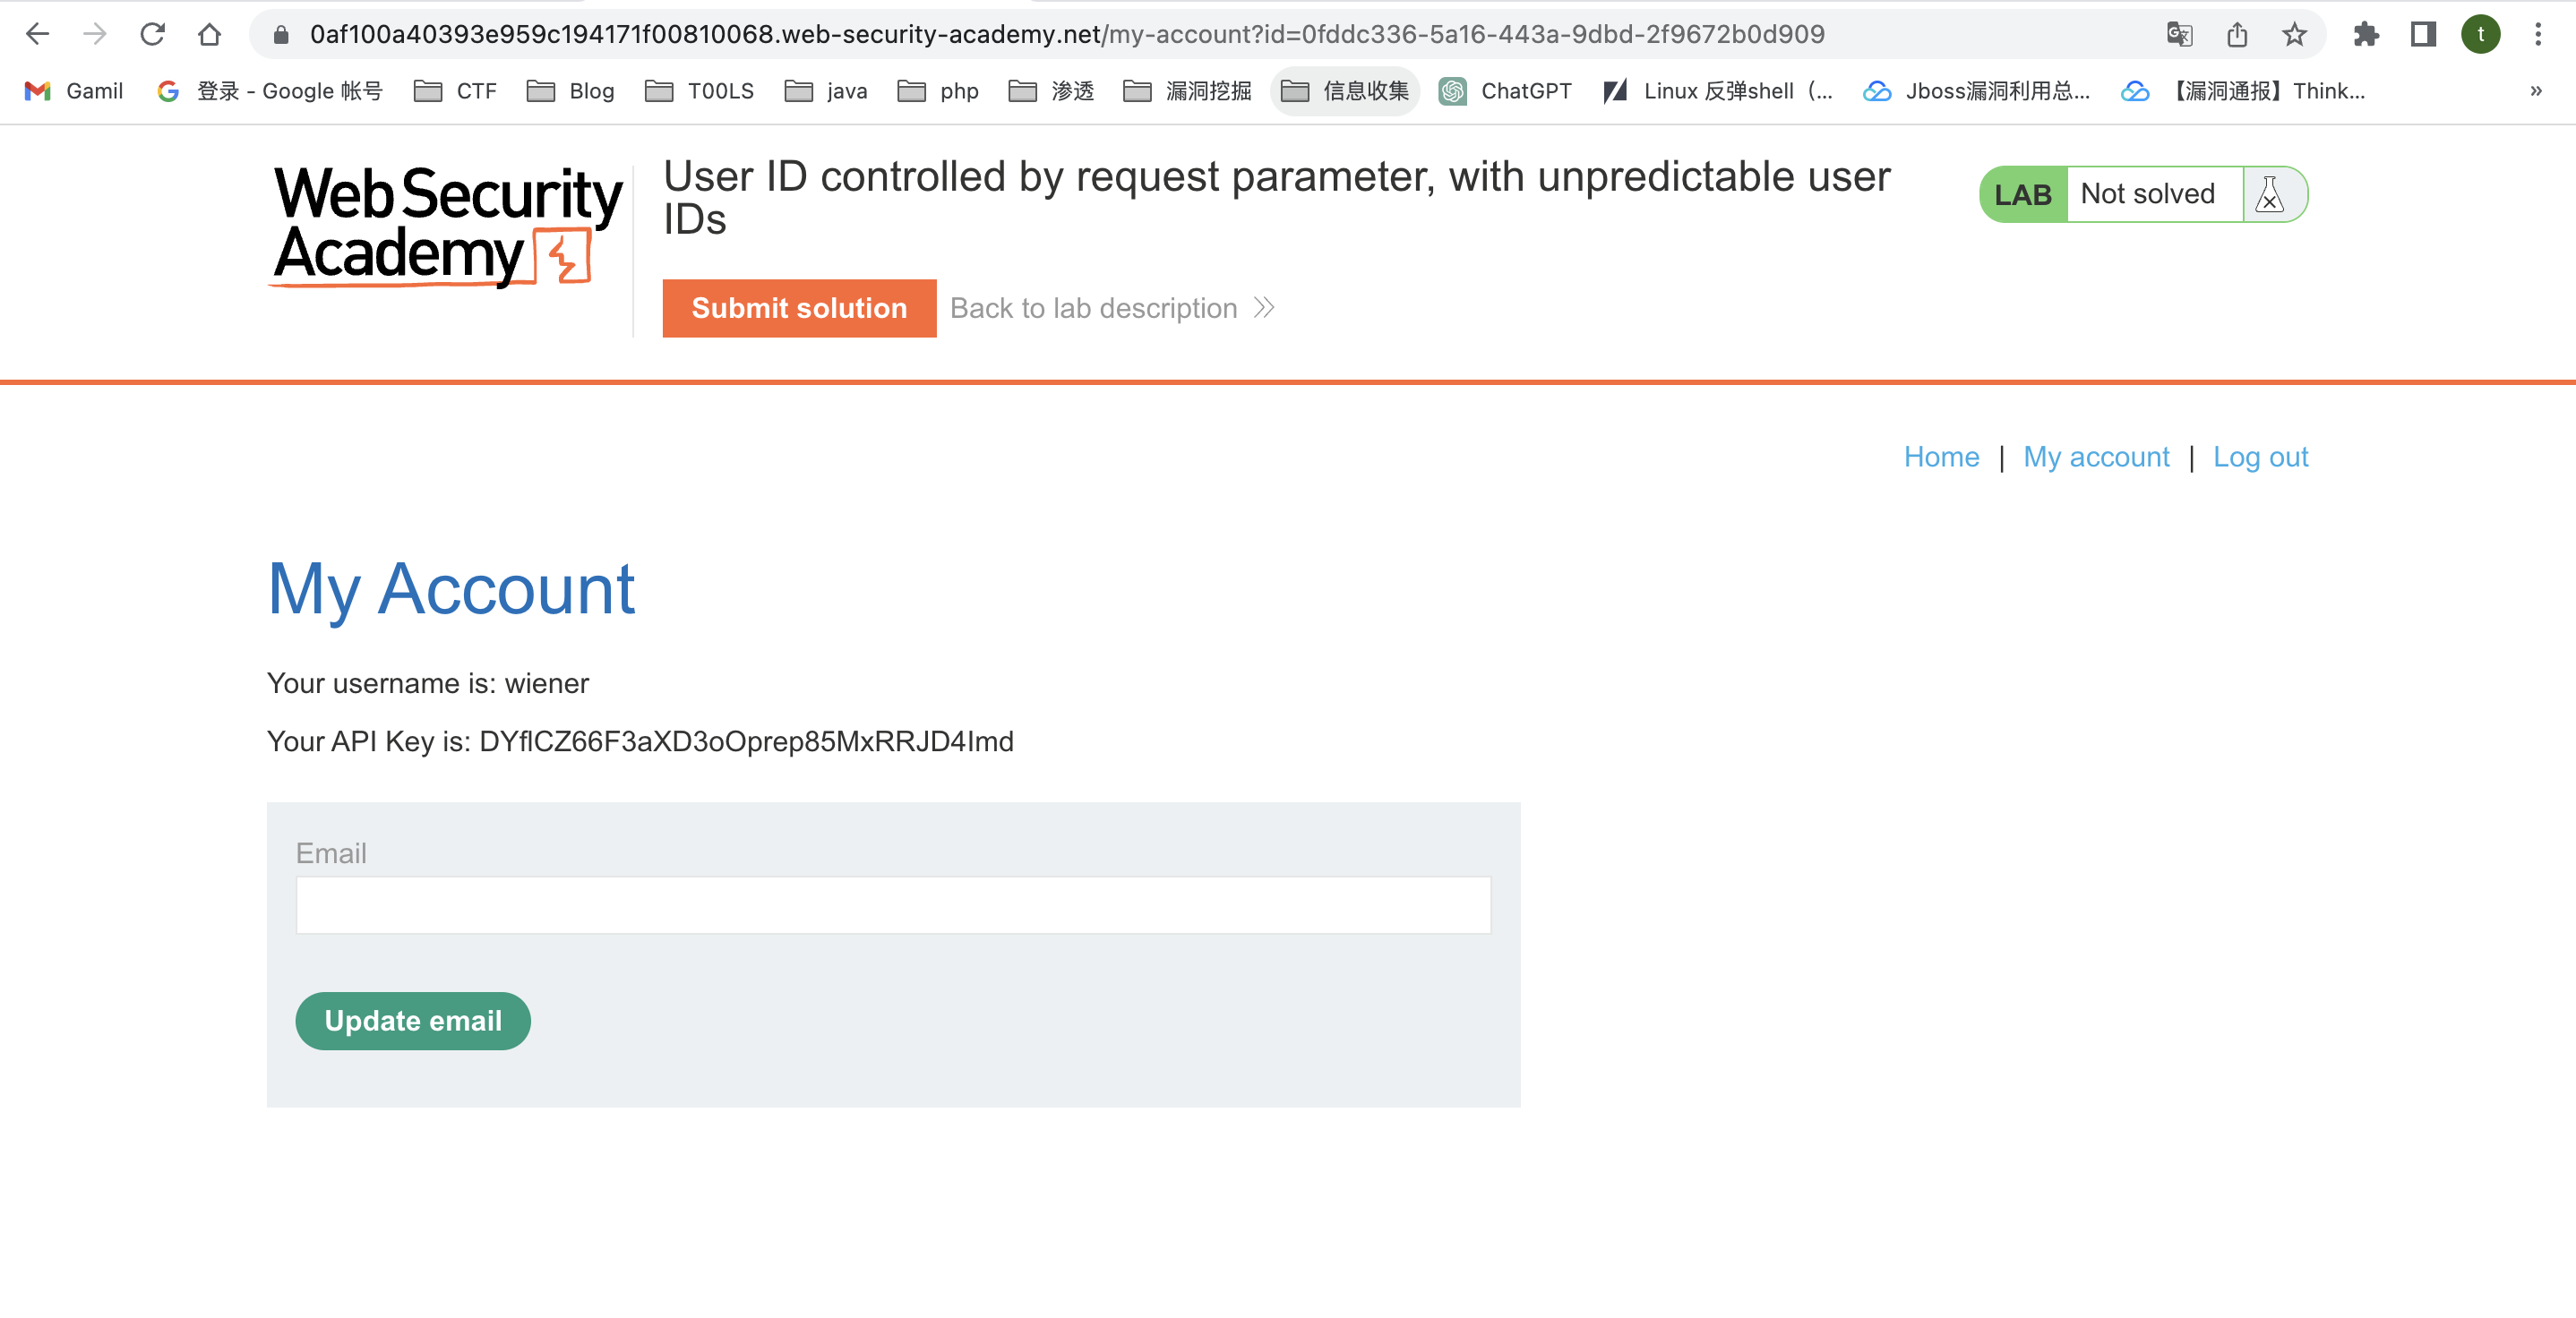 0af100a40393e959c194171f00810068.web-security-academy.net/my-account?id=0fddc336-5a16-443a-9dbd-2f9672b0d909
t
Gamil 登录 - Google 帐号 CTF Blog T00LS java php 渗透 漏洞挖掘 信息收集 ChatGPT Linux 反弹shell（... Jboss漏洞利用总... 【漏洞通报】Think... »
Web Security
Academy
User ID controlled by request parameter, with unpredictable user
IDs
LAB Not solved
Submit solution Back to lab description
Home | My account | Log out
My Account
Your username is: wiener
Your API Key is: DYflCZ66F3aXD3oOprep85MxRRJD4Imd
Email
Update email